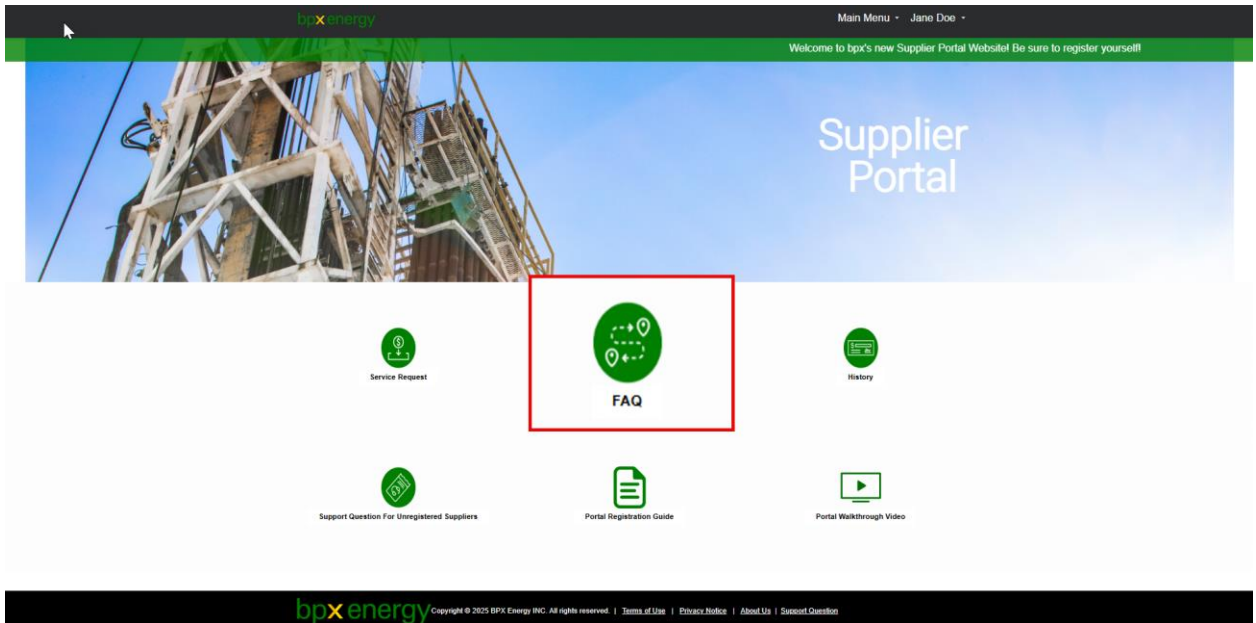 bpx energy
Main Menu
Jane Doe
Welcome to bpx's new Supplier Portal Website! Be sure to register yourself!
Supplier
Portal
Service Request
FAQ
History
Support Question For Unregistered Suppliers
Portal Registration Guide
Portal Walkthrough Video
bpx energy Copyright © 2025 BPX Energy INC. All rights reserved. | Terms of Use | Privacy Notice | About Us | Support Question